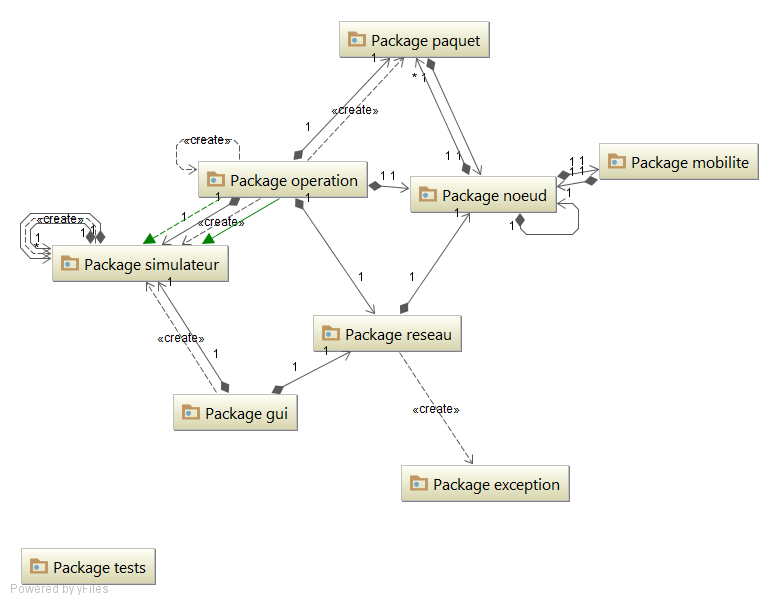 Package paquet
1
* 1
1
«create»
«create»
1 1
1 1
1 1
Package mobilite
Package operation
1 1
Package noeud
1
1
1
1
1
1
«create»
«create»
1
*
1
1
Package simulateur
1
1
1
Package reseau
«create»
1
1
1
Package gui
«create»
Package exception
Package tests
Powered by yFiles